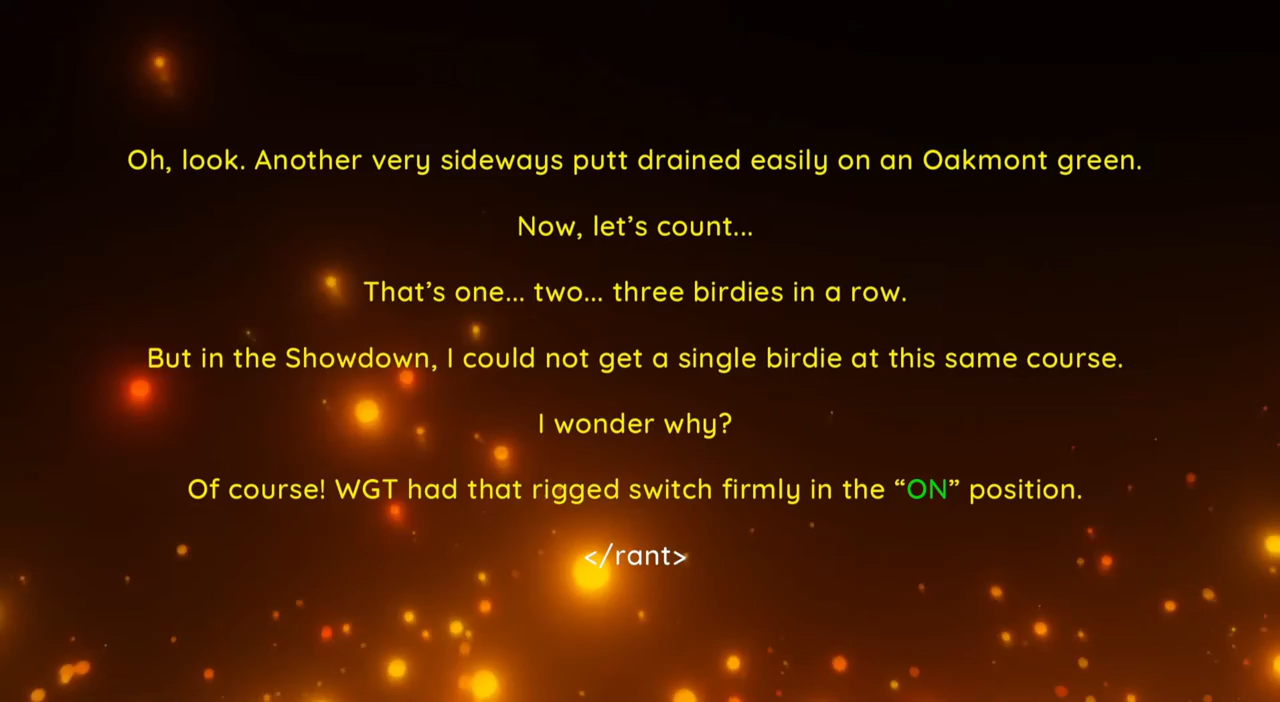 Oh, look. Another very sideways putt drained easily on an Oakmont green.
Now, let’s count...
That’s one... two... three birdies in a row.
But in the Showdown, I could not get a single birdie at this same course.
I wonder why?
Of course! WGT had that rigged switch firmly in the “ON” position.
</rant>